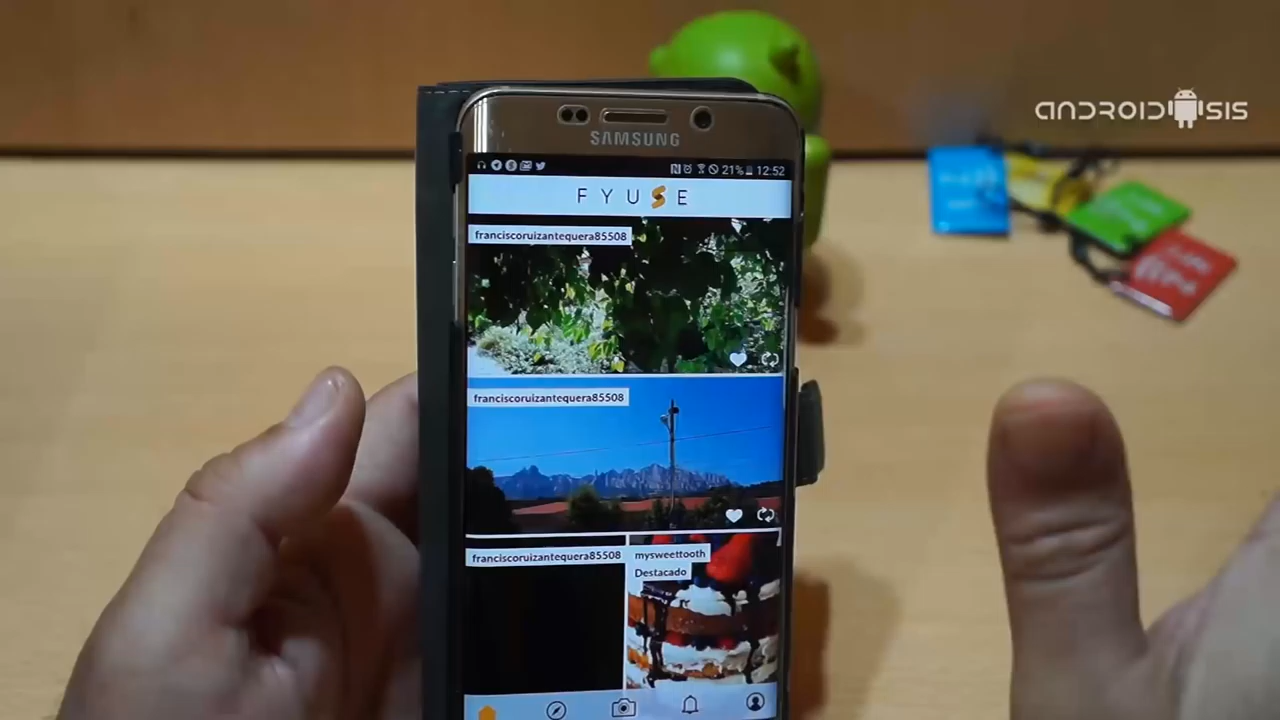 ANDROIDSIS
SAMSUNG
21% 12:52
FYUSE
franciscoruizantequera85508
franciscoruizantequera85508
franciscoruizantequera85508
mysweettooth
Destacado